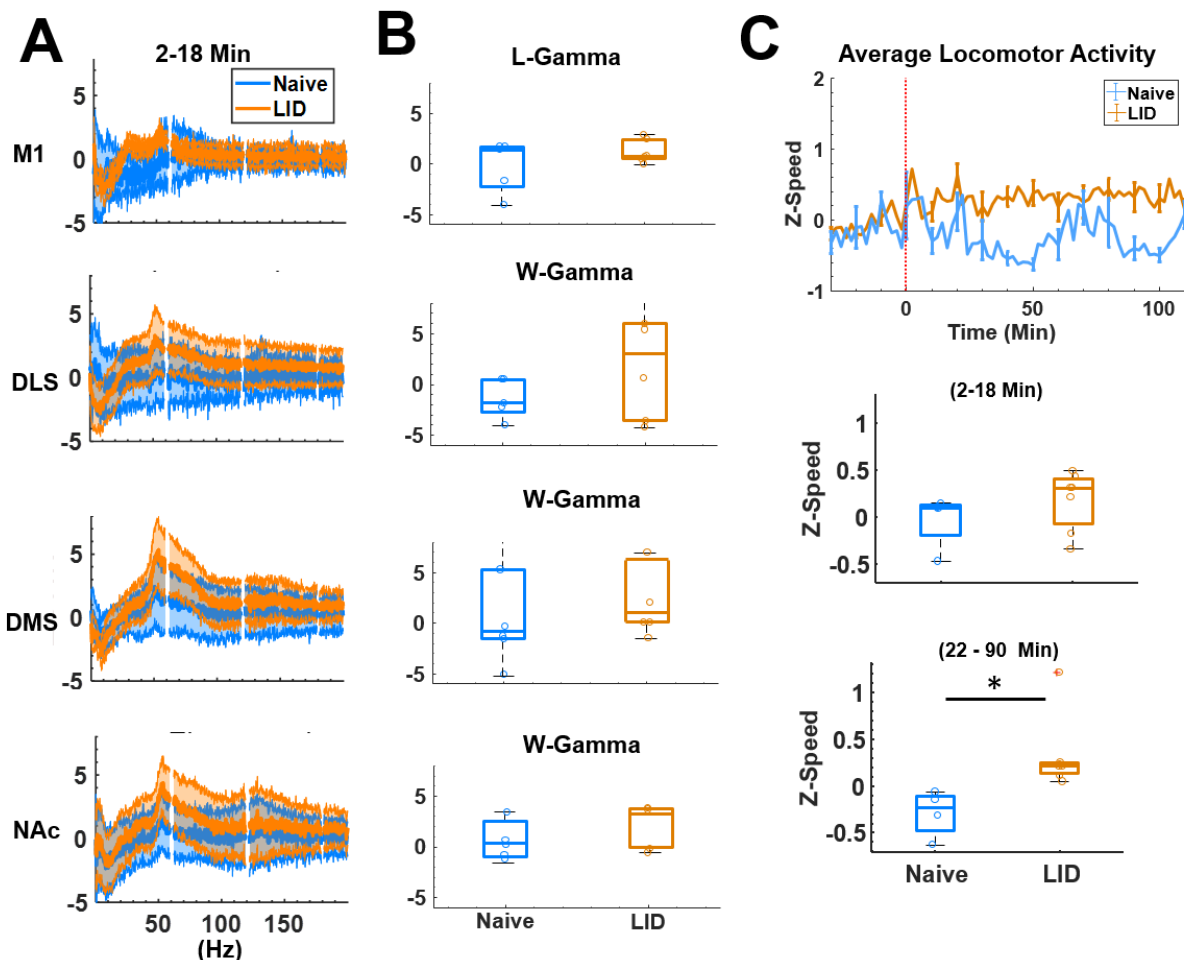 A
2-18 Min
Naive
LID
M1
5
0
-5
DLS
5
0
-5
DMS
5
0
-5
NAc
5
0
-5
50
100
150
(Hz)
B
L-Gamma
5
0
-5
W-Gamma
5
0
-5
W-Gamma
5
0
-5
W-Gamma
5
0
-5
Naive
LID
C
Average Locomotor Activity
Naive
LID
Z-Speed
2
1
0
-1
0
50
100
Time (Min)
(2-18 Min)
Z-Speed
1
0.5
0
-0.5
(22 - 90 Min)
*
Z-Speed
1
0.5
0
-0.5
Naive
LID